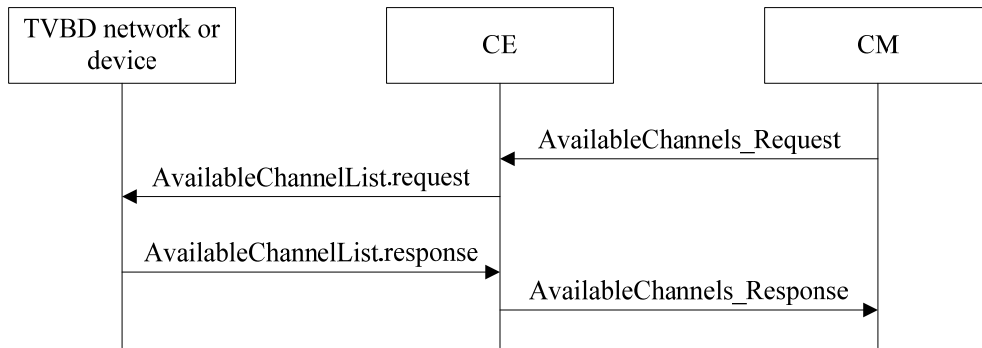 TVBD network or
device
CE
CM
AvailableChannels_Request
AvailableChannelList.request
AvailableChannelList.response
AvailableChannels_Response